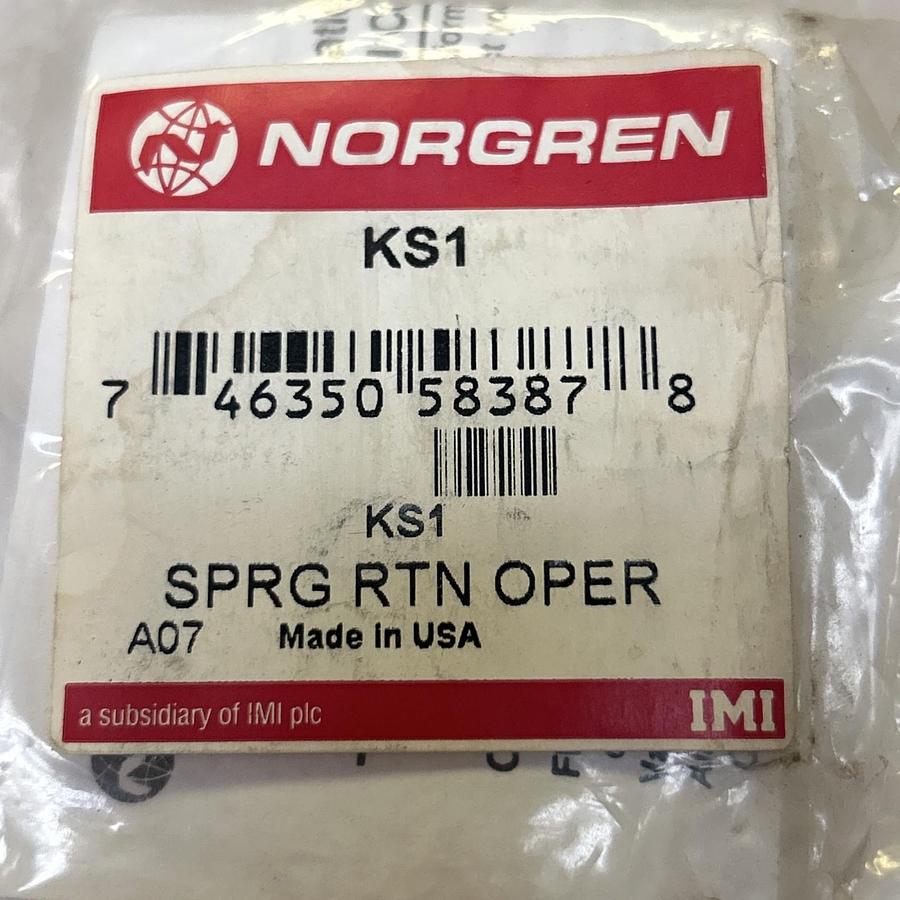 NORGREN
KS1
7 46350 58387 8
KS1
SPRG RTN OPER
A07 Made in USA
a subsidiary of IMI plc IMI